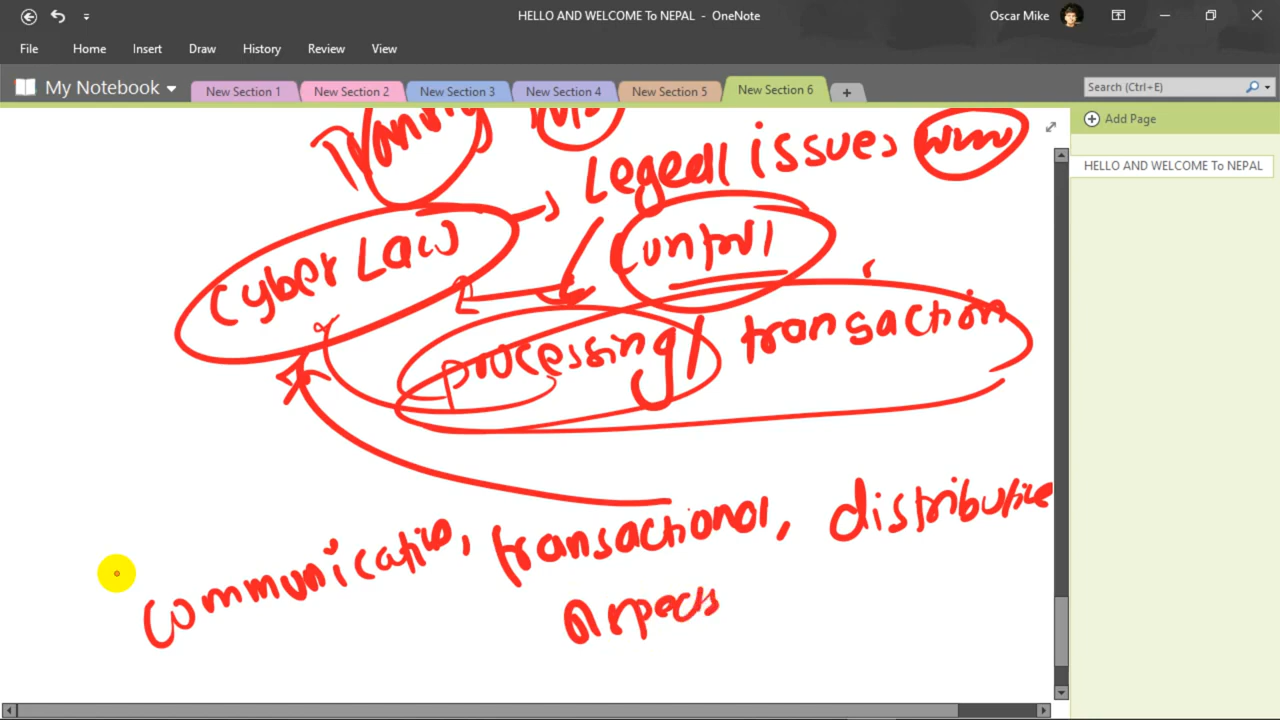 HELLO AND WELCOME To NEPAL - OneNote
Oscar Mike
File Home Insert Draw History Review View
My Notebook
New Section 1 New Section 2 New Section 3 New Section 4 New Section 5 New Section 6
Search (Ctrl+E)
Add Page
HELLO AND WELCOME To NEPAL
issues www
Cyber Law
control
processing/ transaction
communicative, transactional, distributive
Aspects